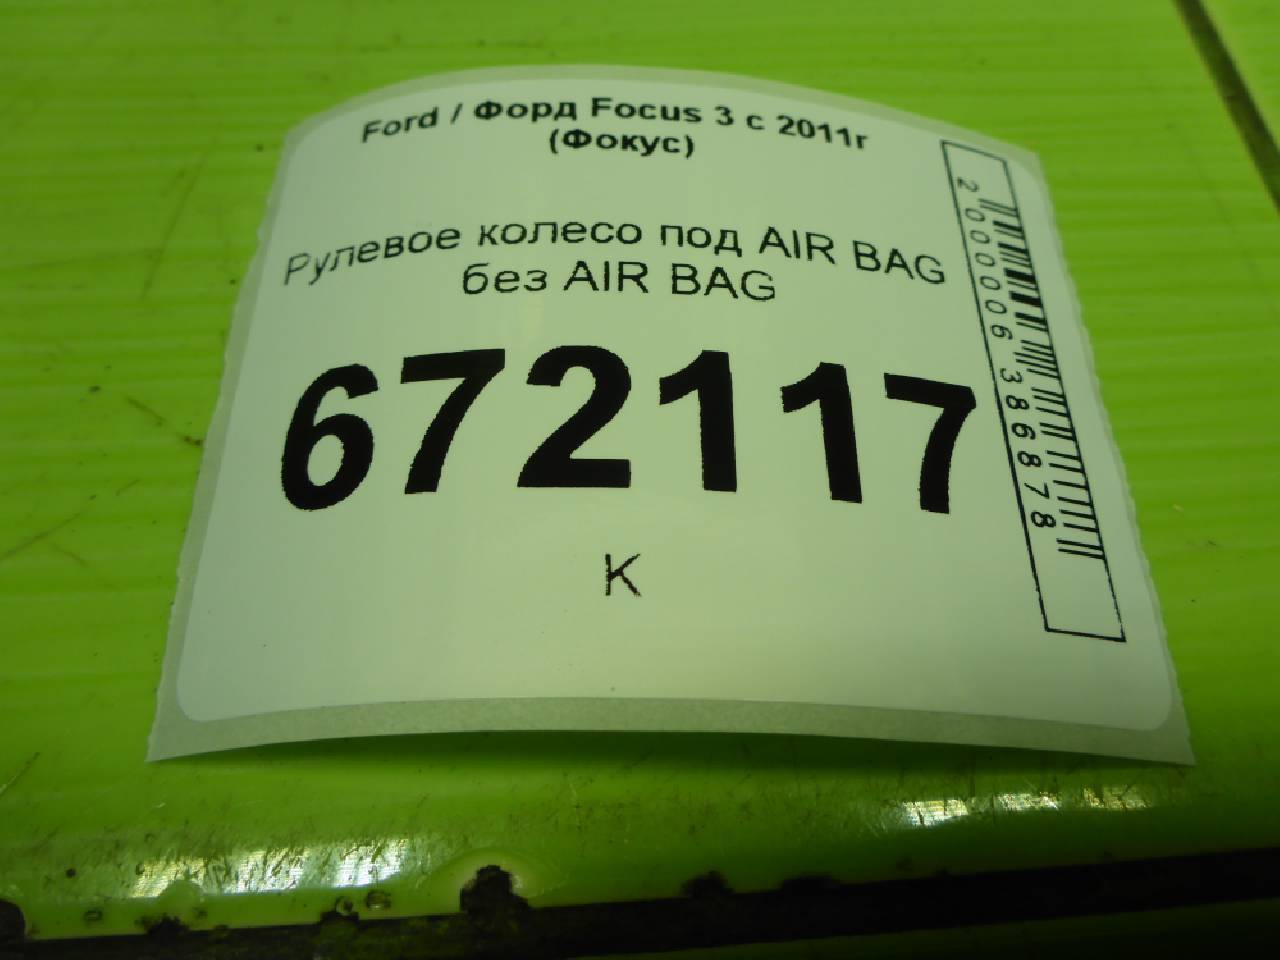 Ford / Форд Focus 3 с 2011г
(Фокус)
Рулевое колесо под AIR BAG
без AIR BAG
672117
К
2000006386878